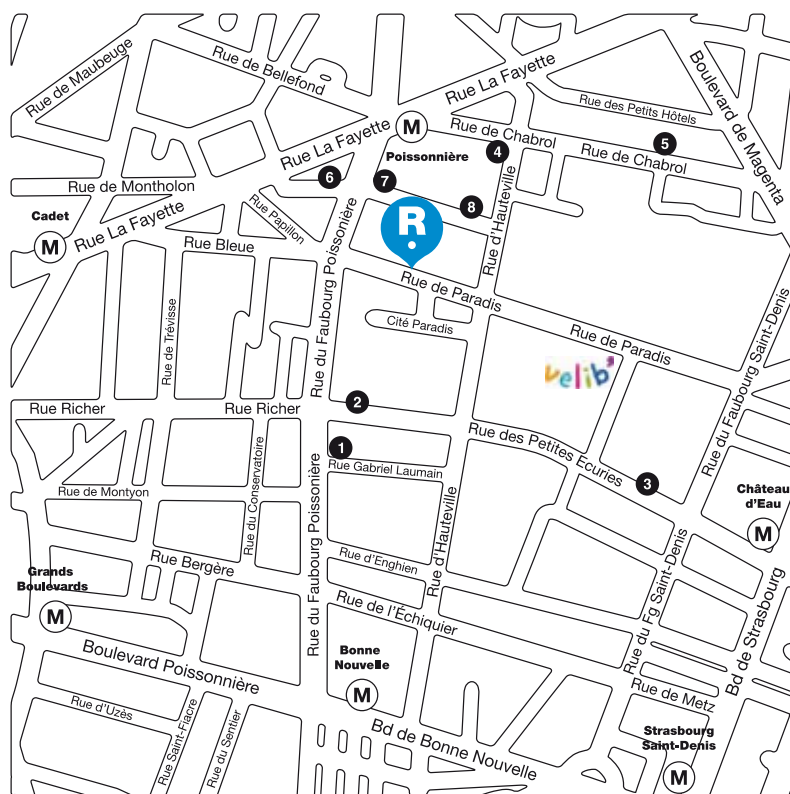 Rue de Maubeuge
Rue de Bellefond
Rue La Fayette
Boulevard de Magenta
Rue des Petits Hôtels
Rue La Fayette
M
Rue de Chabrol
Poissonnière
4
5
Rue de Chabrol
6
7
8
Rue de Montholon
Cadet
M
Rue La Fayette
Rue Papillon
Rue Bleue
R
Rue d'Hauteville
Rue du Faubourg Poissonière
Rue de Paradis
Cité Paradis
Rue de Trévisse
Rue de Paradis
velib'
Rue du Faubourg Saint-Denis
2
Rue Richer
Rue Richer
1
Rue Gabriel Laumain
Rue des Petites Ecuries
3
Rue de Montyon
Rue du Conservatoire
Rue du Faubourg Poissonière
Rue d'Hauteville
Château
d'Eau
M
Rue Bergère
Rue d'Enghien
Grands
Boulevards
M
Rue de l'Échiquier
Rue du Fg Saint-Denis
Bd de Strasbourg
Boulevard Poissonnière
Bonne
Nouvelle
M
Rue d'Uzès
Rue Saint-Fiacre
Rue du Sentier
Rue de Metz
Bd de Bonne Nouvelle
Strasbourg
Saint-Denis
M